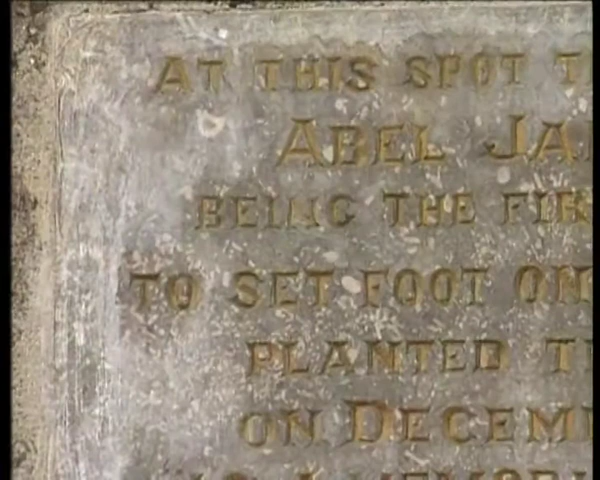 AT THIS SPOT T
ABEL JA
BEING THE FIR
TO SET FOOT ON
PLANTED T
ON DECEM